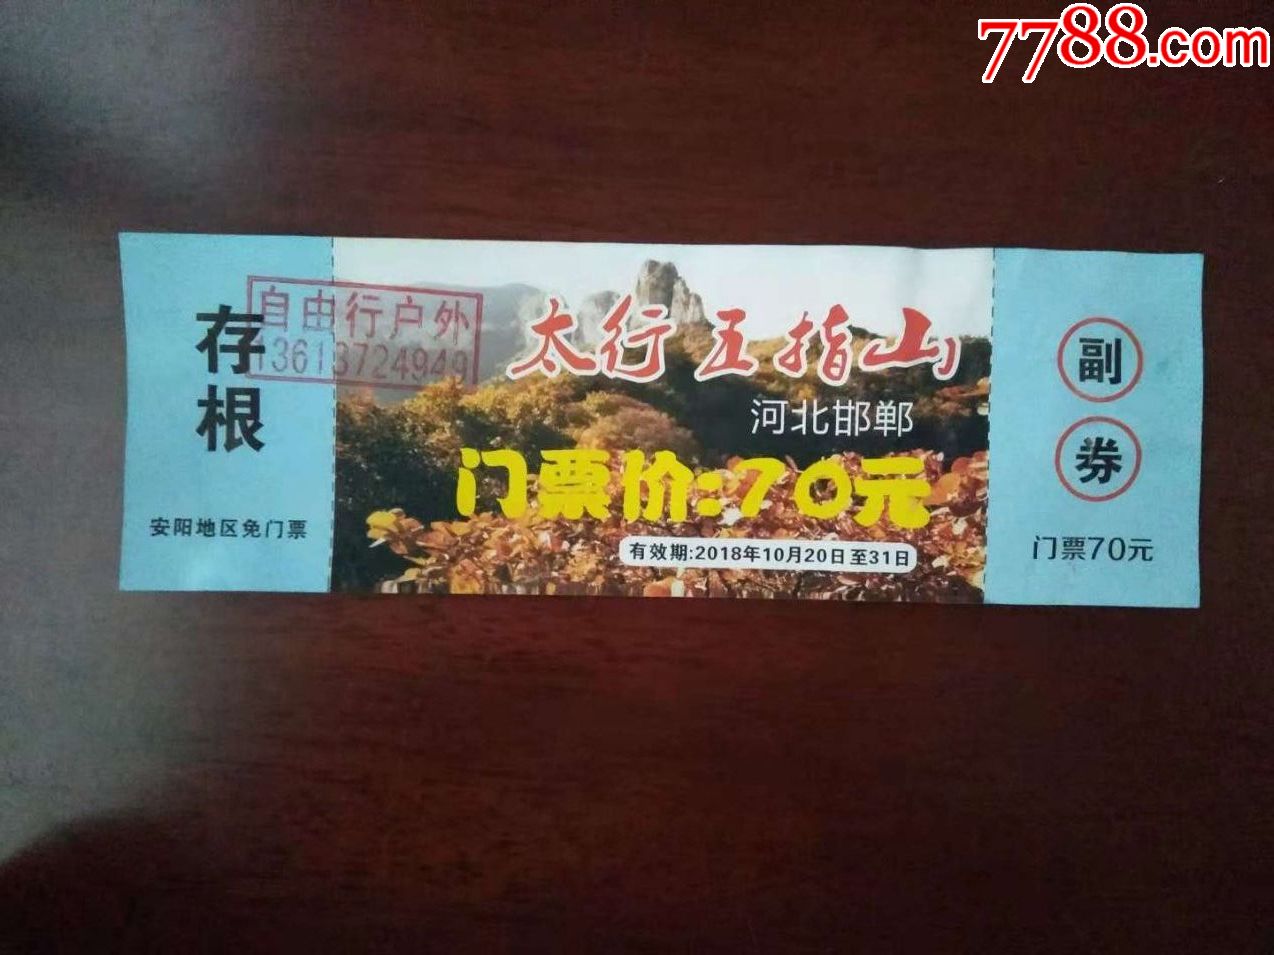 7788.com
存根
自由行户外
13613724949
安阳地区免门票
太行五指山
河北邯郸
门票价:70元
有效期:2018年10月20日至31日
副券
门票70元